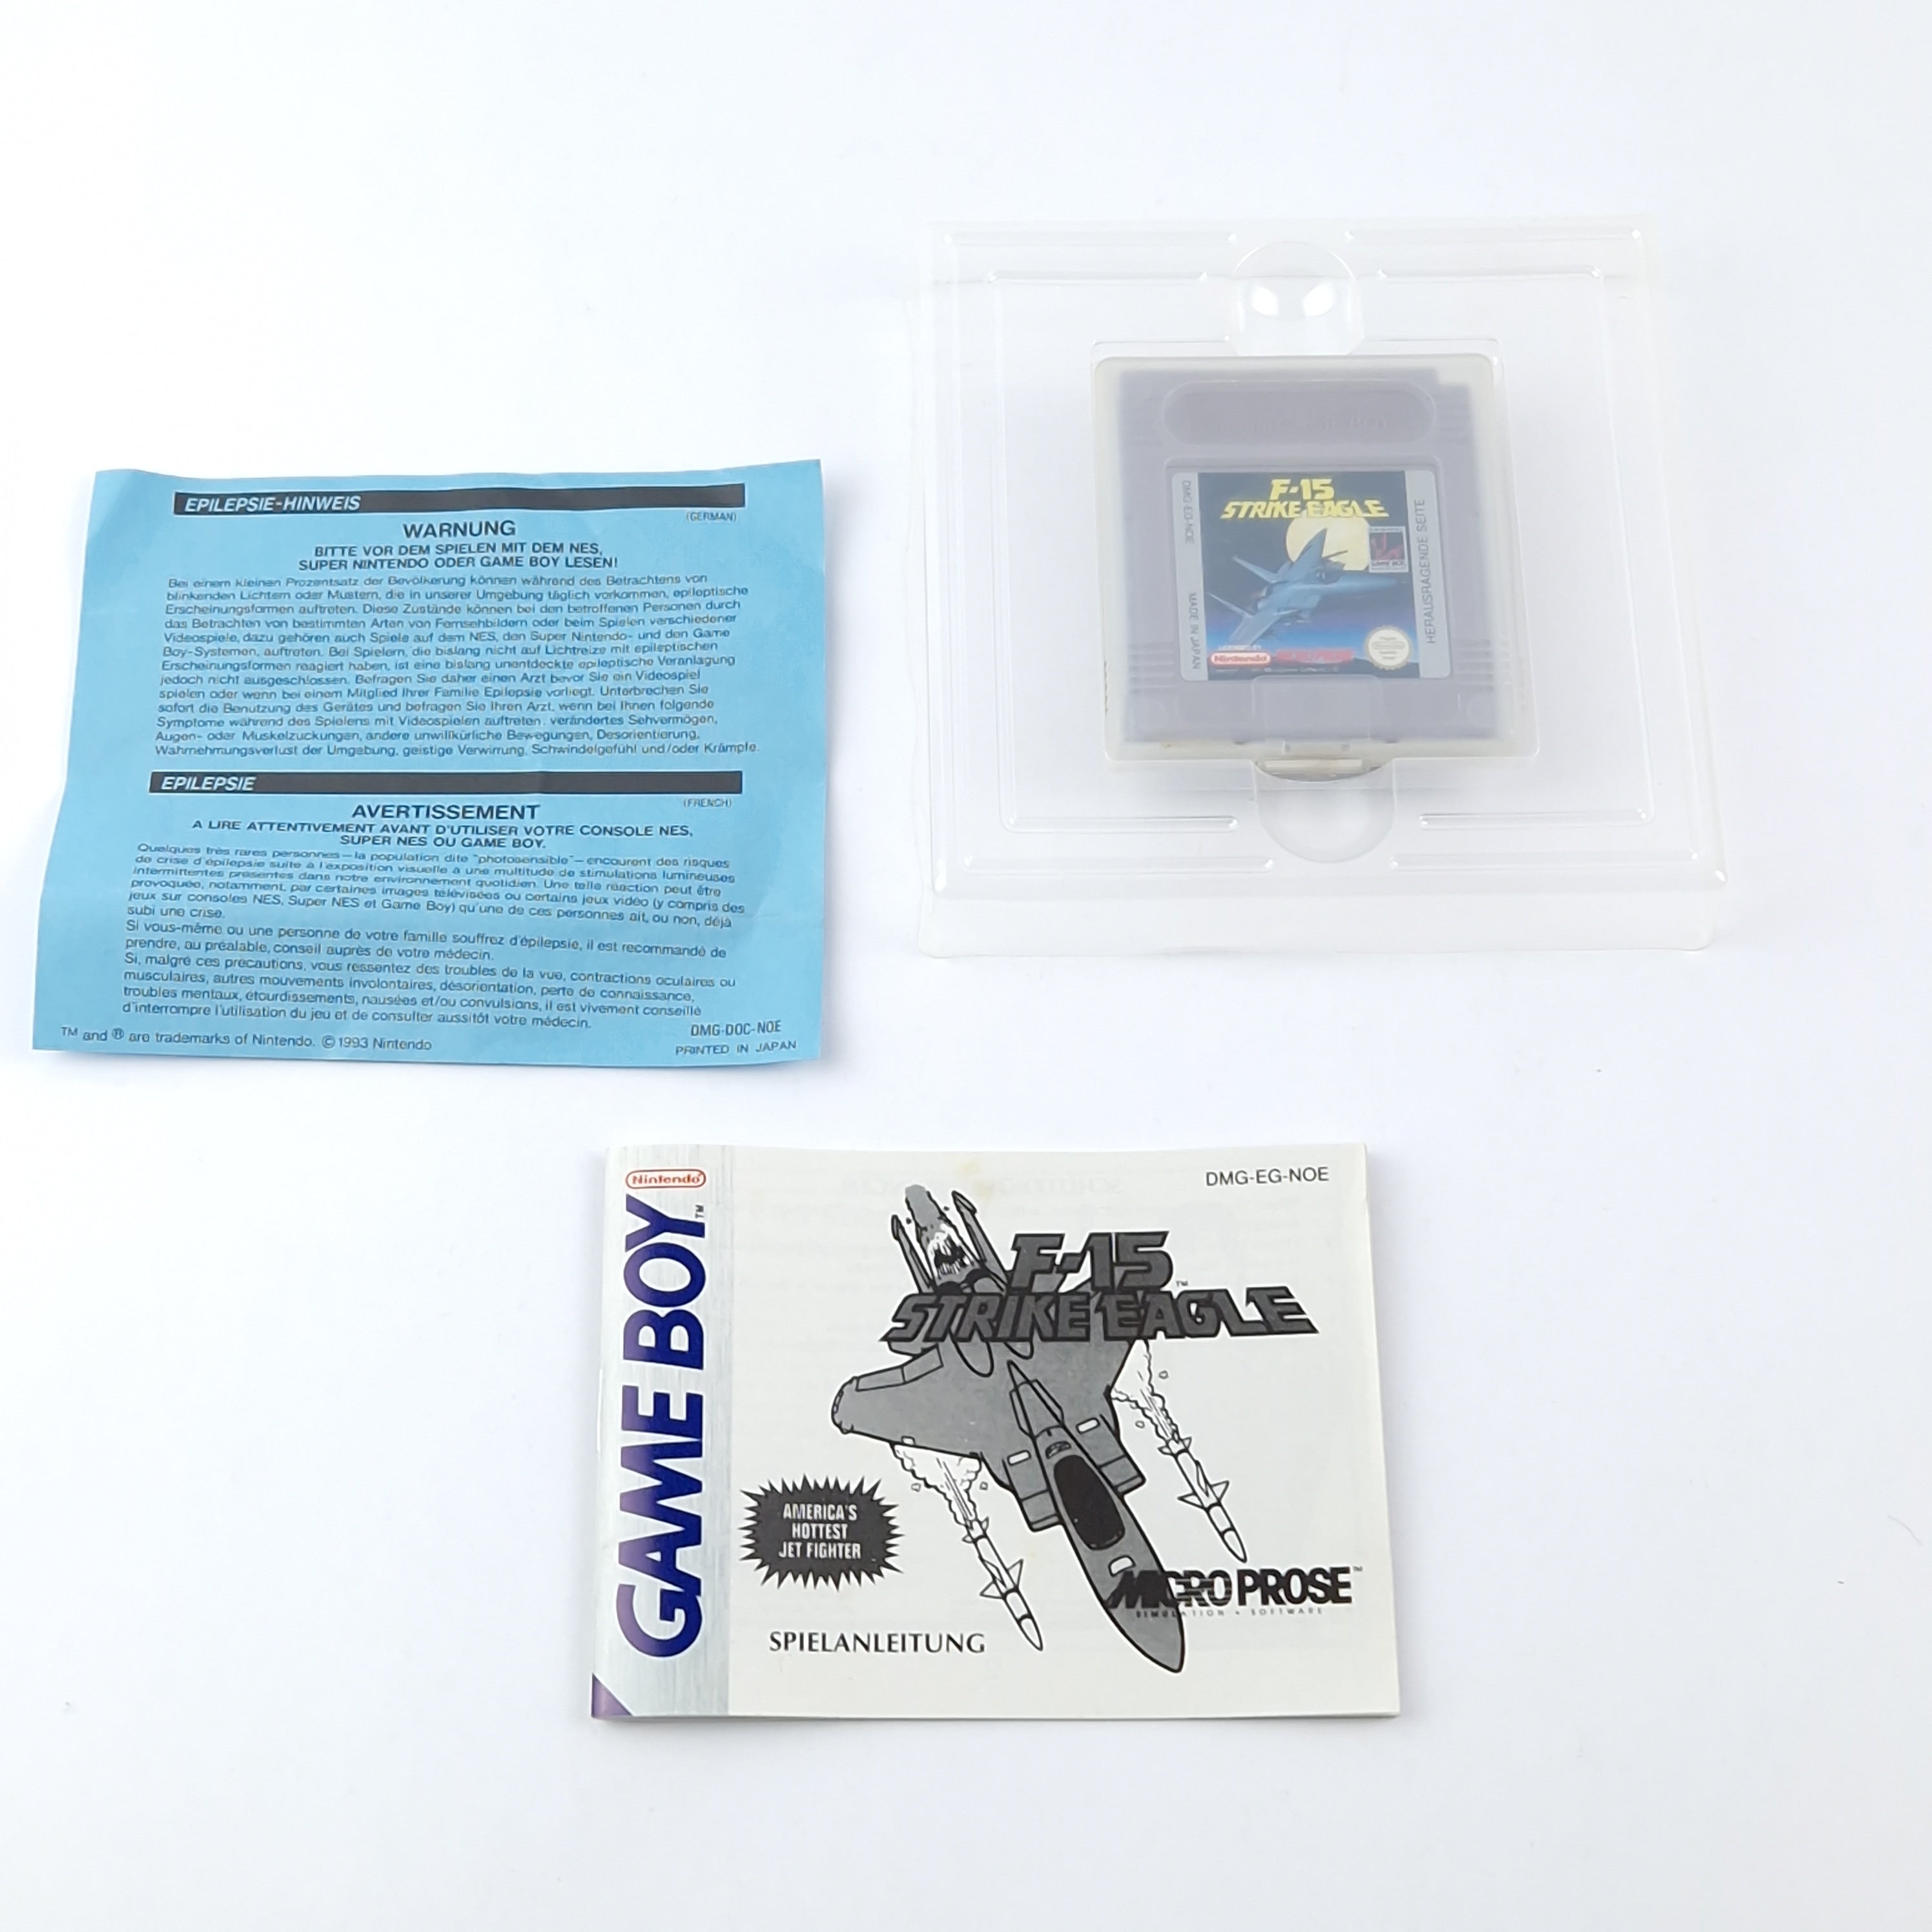 EPILEPSIE-HINWEIS
(GERMAN)
WARNUNG
BITTE VOR DEM SPIELEN MIT DEM NES,
SUPER NINTENDO ODER GAME BOY LESEN!
Bei einem kleinen Prozentsatz der Bevölkerung können während des Betrachtens von
blinkenden Lichtern oder Mustern, die in unserer Umgebung täglich vorkommen, epileptische
Erscheinungsformen auftreten. Diese Zustände können bei den betroffenen Personen durch
das Betrachten von bestimmten Arten von Fernsehbildern oder beim Spielen verschiedener
Videospiele, dazu gehören auch Spiele auf dem NES, den Super Nintendo- und den Game
Boy-Systemen, auftreten. Bei Spielern, die bislang nicht auf Lichtreize mit epileptischen
Erscheinungsformen reagiert haben, ist eine bislang unentdeckte epileptische Veranlagung
jedoch nicht ausgeschlossen. Befragen Sie daher einen Arzt bevor Sie ein Videospiel
spielen oder wenn bei einem Mitglied Ihrer Familie Epilepsie vorliegt. Unterbrechen Sie
sofort die Benutzung des Gerätes und befragen Sie Ihren Arzt, wenn bei Ihnen folgende
Symptome während des Spielens mit Videospielen auftreten: verändertes Sehvermögen,
Augen- oder Muskelzuckungen, andere unwillkürliche Bewegungen, Desorientierung,
Wahrnehmungsverlust der Umgebung, geistige Verwirrung, Schwindelgefühl und/oder Krämpfe.
EPILEPSIE
(FRENCH)
AVERTISSEMENT
A LIRE ATTENTIVEMENT AVANT D'UTILISER VOTRE CONSOLE NES,
SUPER NES OU GAME BOY.
Quelques très rares personnes—la population dite "photosensible"—encourent des risques
de crise d'épilepsie suite à l'exposition visuelle à une multitude de stimulations lumineuses
intermittentes présentes dans notre environnement quotidien. Une telle réaction peut être
provoquée, notamment, par certaines images télévisées ou certains jeux vidéo (y compris des
jeux sur consoles NES, Super NES et Game Boy) qu'une de ces personnes ait, ou non, déjà
subi une crise.
Si vous-même ou une personne de votre famille souffrez d'épilepsie, il est recommandé de
prendre, au préalable, conseil auprès de votre médecin.
Si, malgré ces précautions, vous ressentez des troubles de la vue, contractions oculaires ou
musculaires, autres mouvements involontaires, désorientation, perte de connaissance,
troubles mentaux, étourdissements, nausées et/ou convulsions, il est vivement conseillé
d'interrompre l'utilisation du jeu et de consulter aussitôt votre médecin.
TM and ® are trademarks of Nintendo. © 1993 Nintendo
DMG-DOC-NOE
PRINTED IN JAPAN
F-15
STRIKE EAGLE
DMG-EG-NOE
MADE IN JAPAN
HERAUSRAGENDE SEITE
LICENSED BY
Nintendo
MICRO PROSE
Nintendo
GAME BOY™
DMG-EG-NOE
F-15
STRIKE EAGLE™
AMERICA'S
HOTTEST
JET FIGHTER
MICRO PROSE™
SIMULATION • SOFTWARE
SPIELANLEITUNG